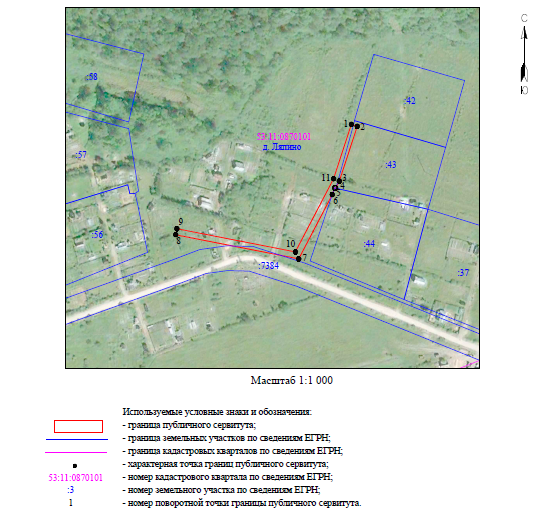 С
:58
:42
1
2
53:11:0870101
д. Ляпино
:57
:43
11
3
4
5
6
9
:56
8
10
:44
7
:7384
:37
Ю
Масштаб 1:1 000
Используемые условные знаки и обозначения:
- граница публичного сервитута;
- граница земельных участков по сведениям ЕГРН;
- граница кадастровых кварталов по сведениям ЕГРН;
- характерная точка границ публичного сервитута;
53:11:0870101 - номер кадастрового квартала по сведениям ЕГРН;
:3 - номер земельного участка по сведениям ЕГРН;
1 - номер поворотной точки границы публичного сервитута.